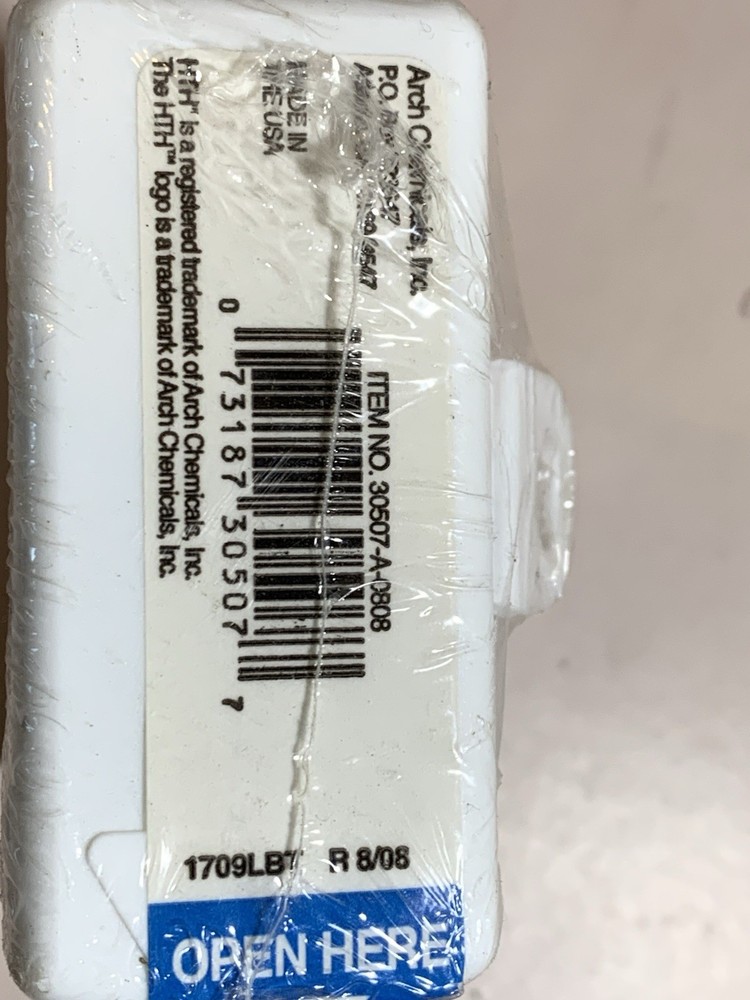 Arch Chemicals, Inc.
P.O.
MADE IN
THE USA
ITEM NO. 30507-A-0808
0 73187 30507 7
HTH™ is a registered trademark of Arch Chemicals, Inc.
The HTH™ logo is a trademark of Arch Chemicals, Inc.
1709LBT R 8/08
OPEN HERE